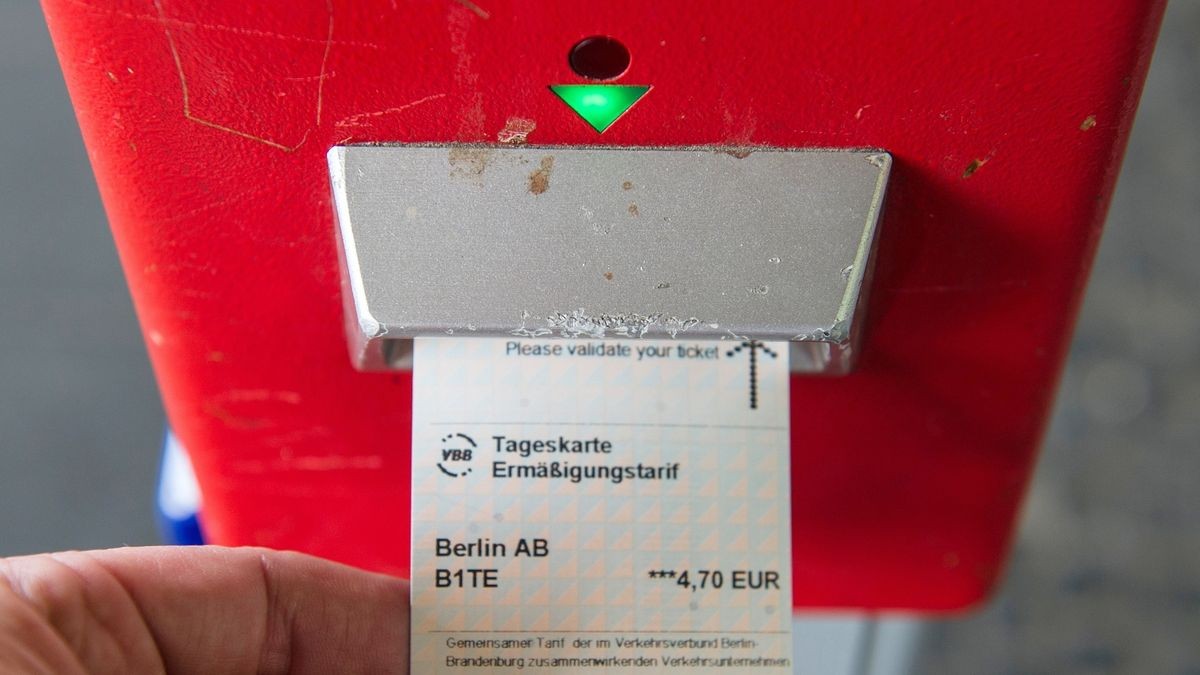 Please validate your ticket
VBB
Tageskarte
Ermäßigungstarif
Berlin AB
B1TE ***4,70 EUR
Gemeinsamer Tarif der im Verkehrsverbund Berlin-
Brandenburg zusammenwirkenden Verkehrsunternehmen